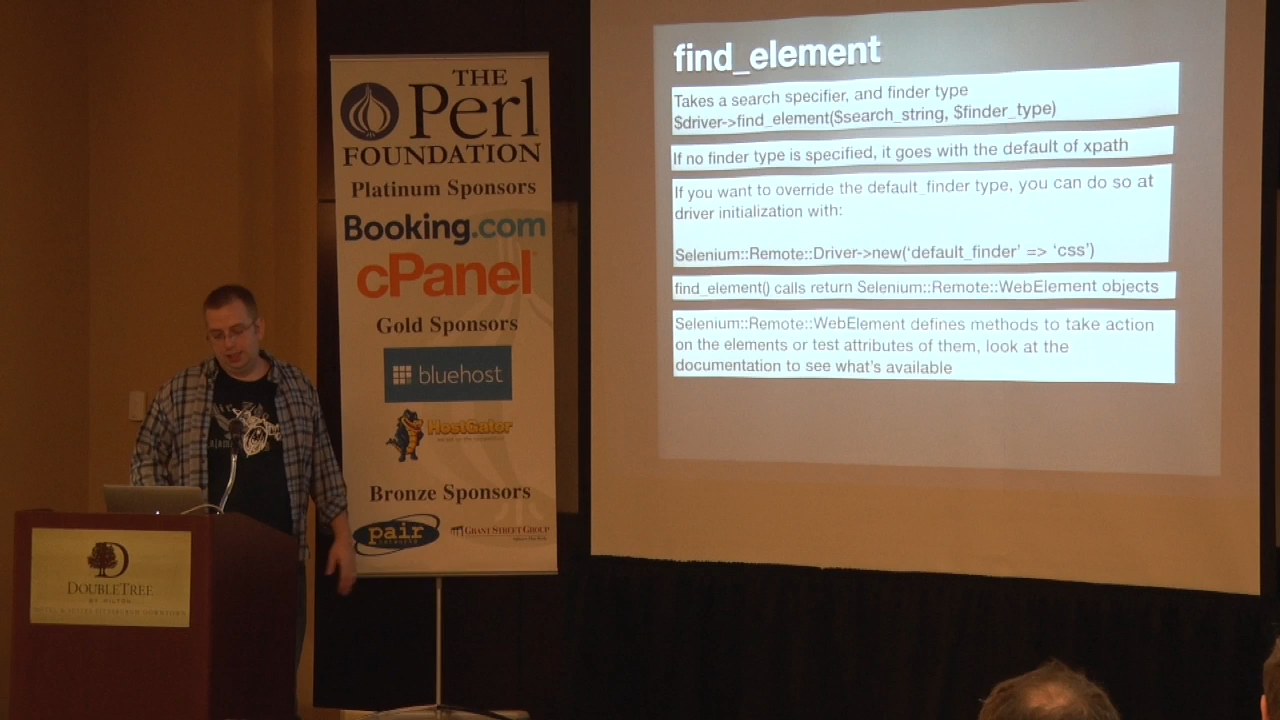 THE
Perl
FOUNDATION
Platinum Sponsors
Booking.com
cPanel
Gold Sponsors
bluehost
HostGator
Bronze Sponsors
pair
networks
GRANT STREET GROUP
find_element
Takes a search specifier, and finder type
$driver->find_element($search_string, $finder_type)
If no finder type is specified, it goes with the default of xpath
If you want to override the default_finder type, you can do so at
driver initialization with:
Selenium::Remote::Driver->new(‘default_finder’ => ‘css’)
find_element() calls return Selenium::Remote::WebElement objects
Selenium::Remote::WebElement defines methods to take action
on the elements or test attributes of them, look at the
documentation to see what’s available
D
DOUBLETREE
BY HILTON